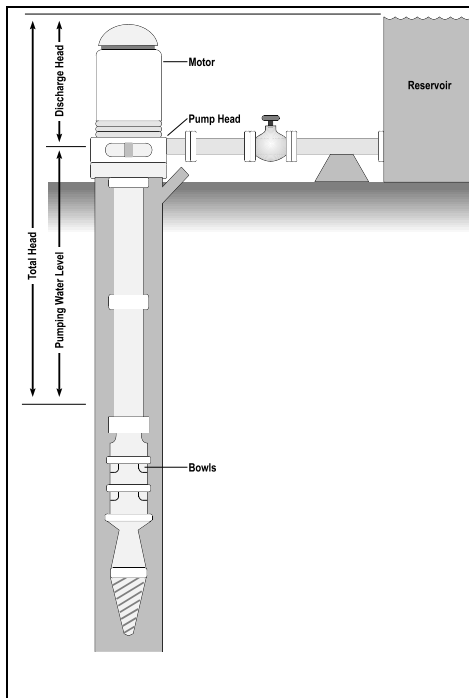 Discharge Head
Motor
Reservoir
Pump Head
Total Head
Pumping Water Level
Bowls